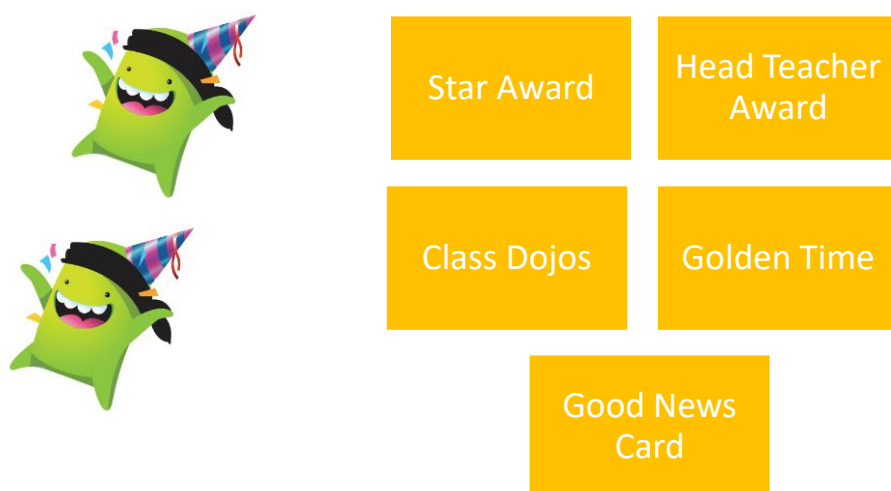 Star Award
Head Teacher
Award
Class Dojos
Golden Time
Good News
Card